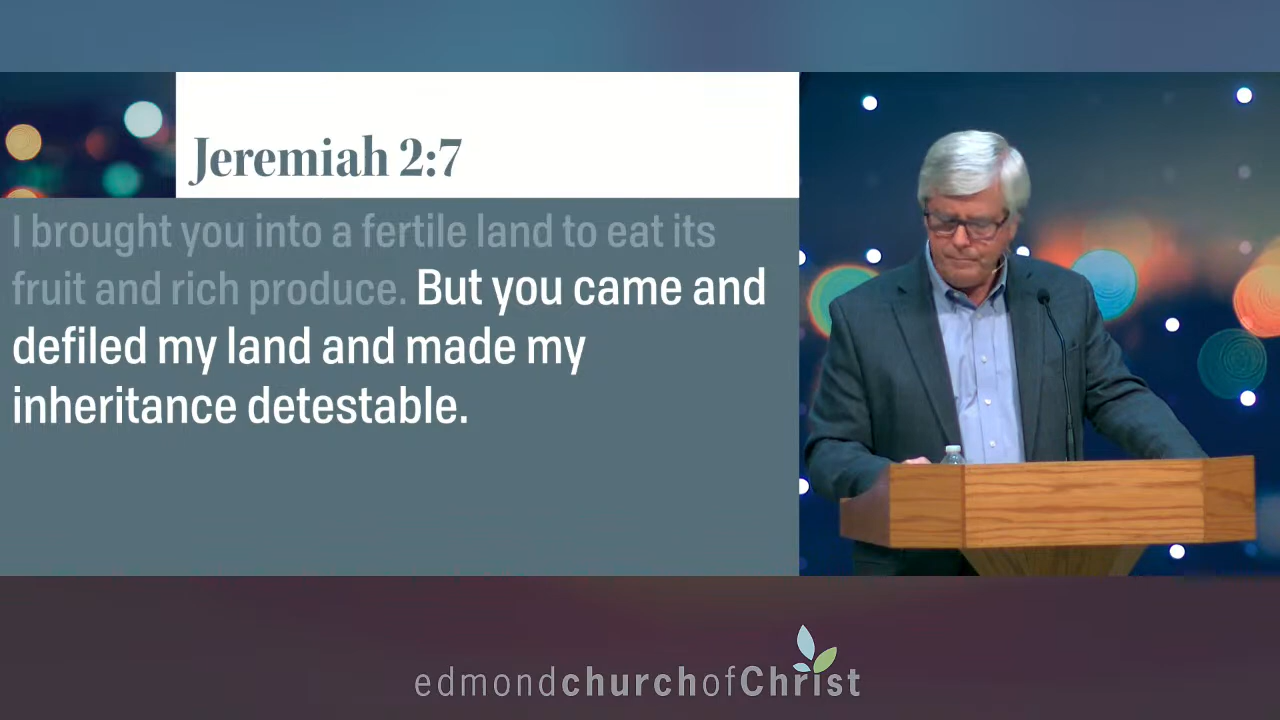 Jeremiah 2:7
I brought you into a fertile land to eat its
fruit and rich produce. But you came and
defiled my land and made my
inheritance detestable.
edmondchurchofChrist